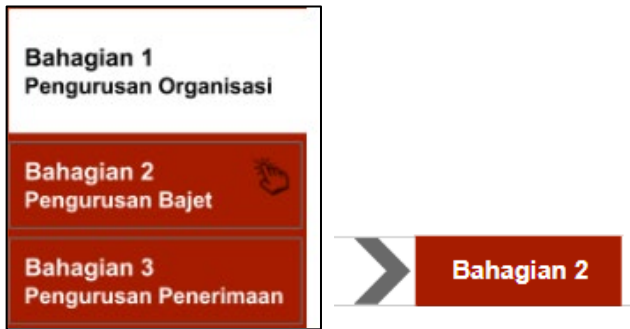 Bahagian 1
Pengurusan Organisasi
Bahagian 2
Pengurusan Bajet
Bahagian 3
Pengurusan Penerimaan
Bahagian 2